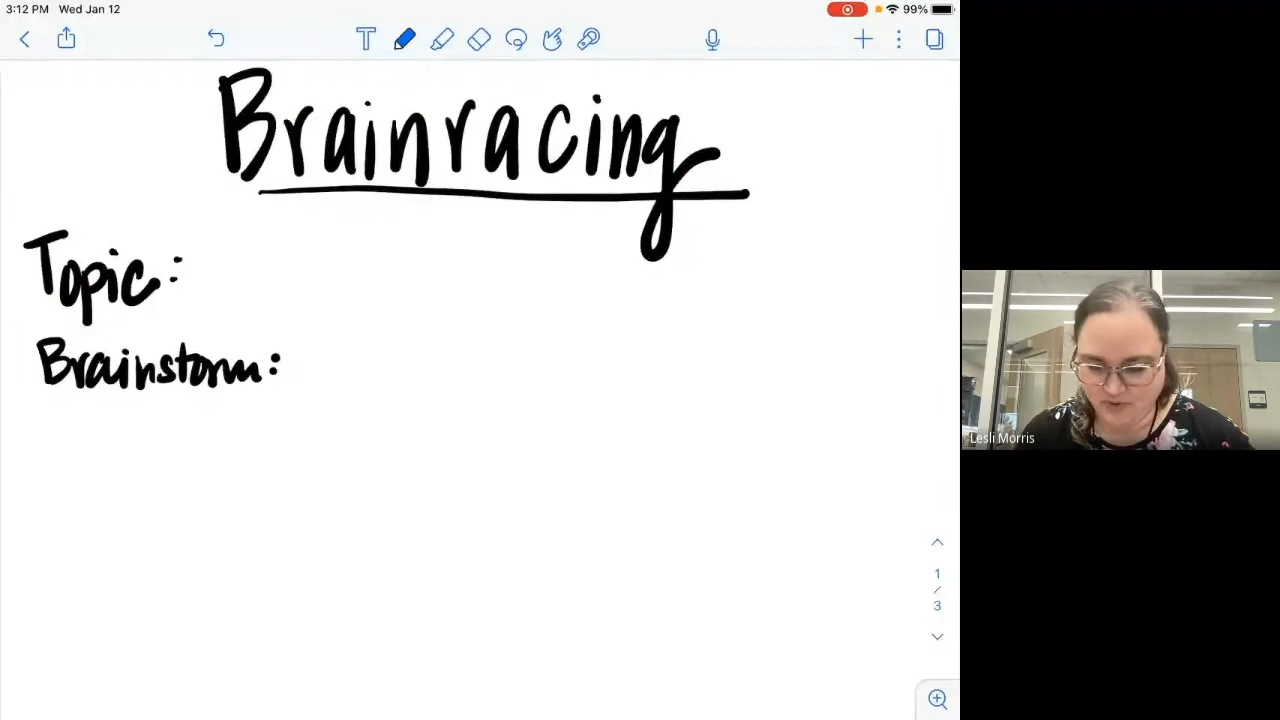 3:12 PM Wed Jan 12
99%
T
Brainracing
Topic:
Brainstorm:
Lesli Morris
1
/
3